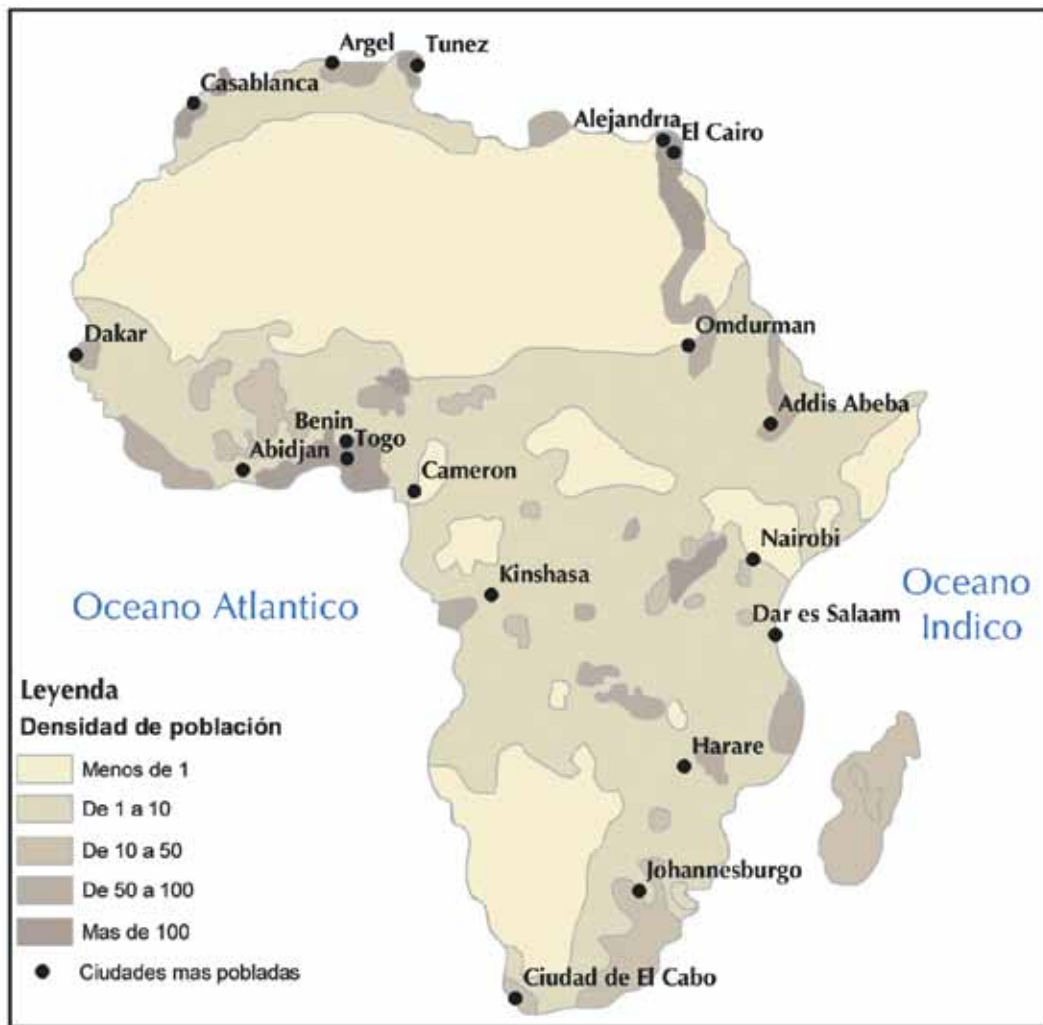 Argel
Tunez
Casablanca
Alejandria
El Cairo
Dakar
Omdurman
Addis Abeba
Benin
Togo
Abidjan
Cameron
Nairobi
Kinshasa
Oceano Atlantico
Oceano
Indico
Dar es Salaam
Harare
Johannesburgo
Ciudad de El Cabo
Leyenda
Densidad de población
Menos de 1
De 1 a 10
De 10 a 50
De 50 a 100
Mas de 100
Ciudades mas pobladas